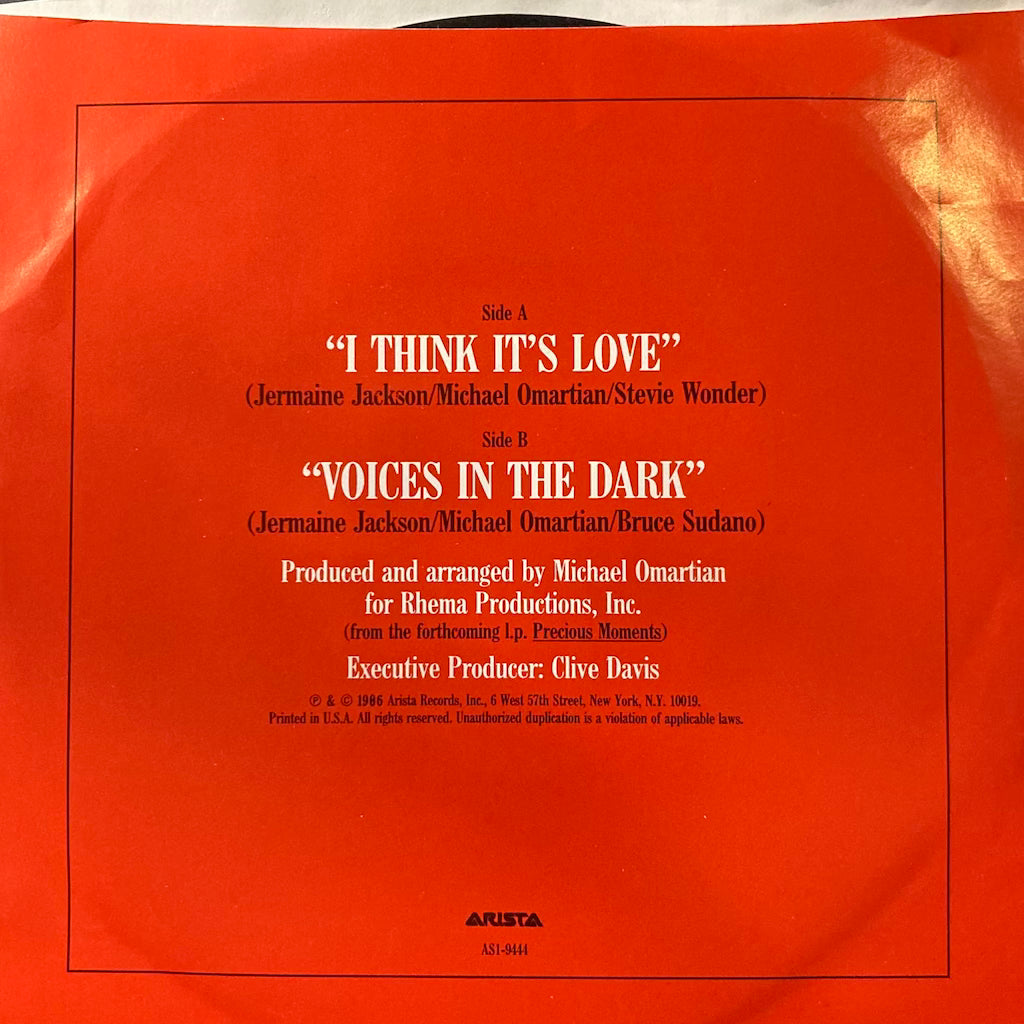 Side A
“I THINK IT’S LOVE”
(Jermaine Jackson/Michael Omartian/Stevie Wonder)
Side B
“VOICES IN THE DARK”
(Jermaine Jackson/Michael Omartian/Bruce Sudano)
Produced and arranged by Michael Omartian
for Rhema Productions, Inc.
(from the forthcoming l.p. Precious Moments)
Executive Producer: Clive Davis
℗ & © 1986 Arista Records, Inc., 6 West 57th Street, New York, N.Y. 10019.
Printed in U.S.A. All rights reserved. Unauthorized duplication is a violation of applicable laws.
ARISTA
AS1-9444